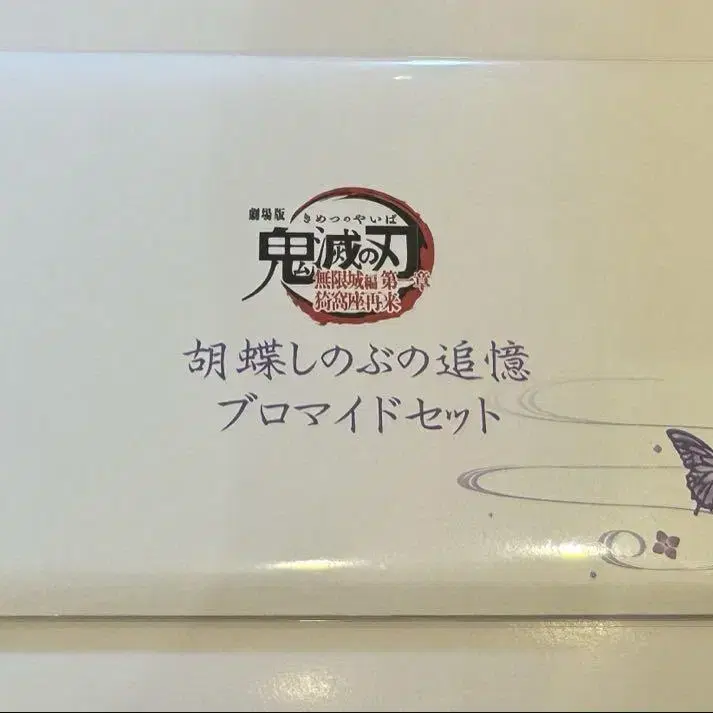 劇場版
きめつのやいば
鬼滅の刃
無限城編 第一章
猗窩座再来
胡蝶しのぶの追憶
ブロマイドセット